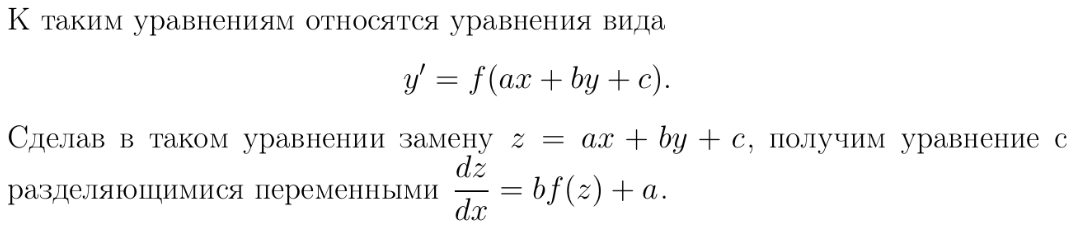 К таким уравнениям относятся уравнения вида
y′ = f(ax + by + c).
Сделав в таком уравнении замену z = ax + by + c, получим уравнение с
разделяющимися переменными dz/dx = bf(z) + a.